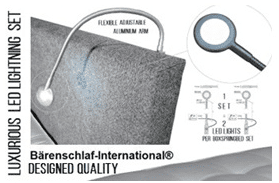 LUXURIOUS LED LIGHTNING SET
FLEXIBLE ADJUSTABLE
ALUMINUM ARM
1
SET
=
2
LED LIGHTS
PER BOXSPRINGBED SET
Bärenschlaf-International®
DESIGNED QUALITY